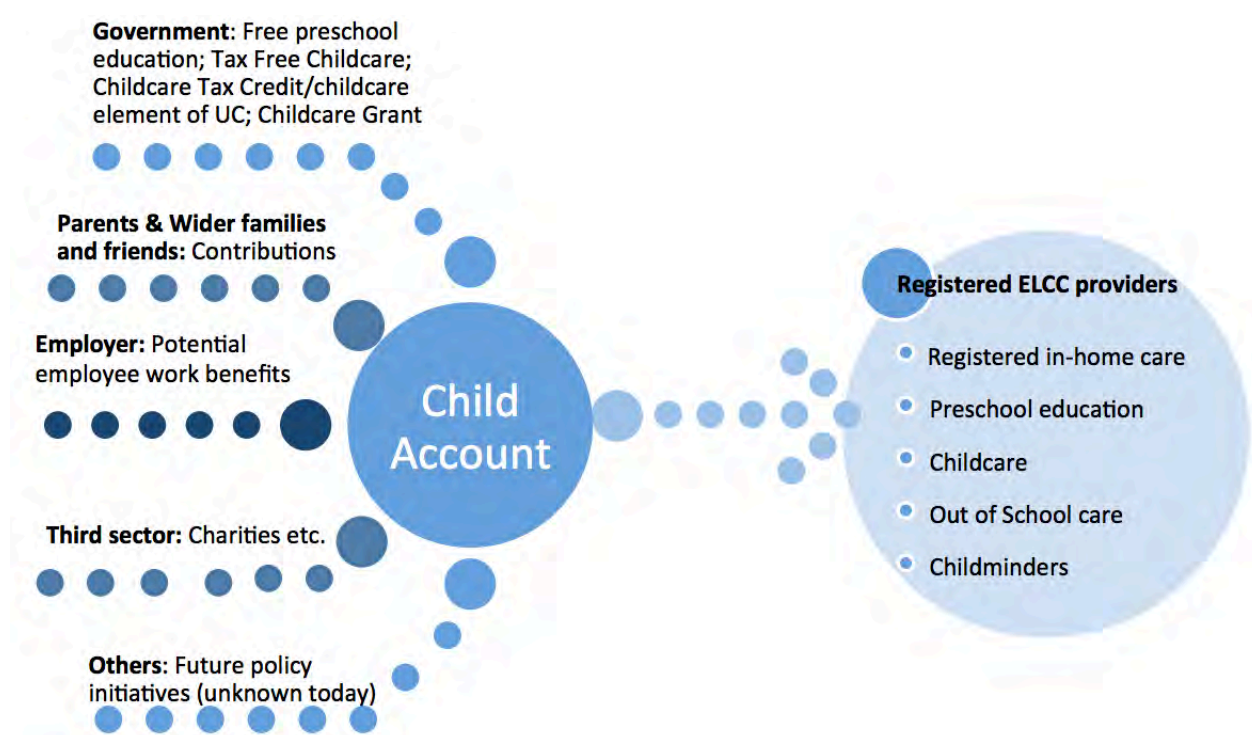 Government: Free preschool
education; Tax Free Childcare;
Childcare Tax Credit/childcare
element of UC; Childcare Grant
Parents & Wider families
and friends: Contributions
Employer: Potential
employee work benefits
Third sector: Charities etc.
Others: Future policy
initiatives (unknown today)
Child
Account
Registered ELCC providers
Registered in-home care
Preschool education
Childcare
Out of School care
Childminders